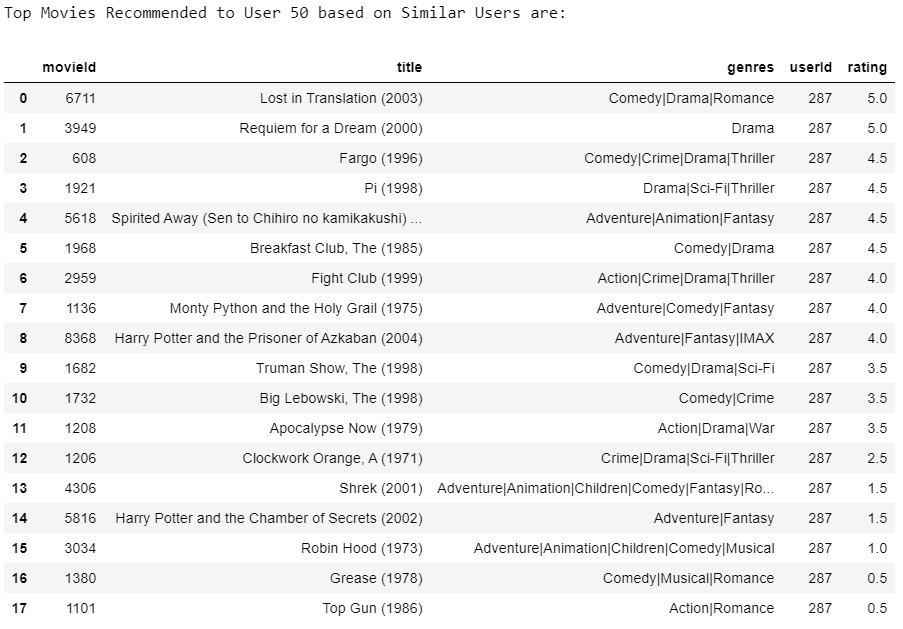 Top Movies Recommended to User 50 based on Similar Users are:
movieId title genres userId rating
0 6711 Lost in Translation (2003) Comedy|Drama|Romance 287 5.0
1 3949 Requiem for a Dream (2000) Drama 287 5.0
2 608 Fargo (1996) Comedy|Crime|Drama|Thriller 287 4.5
3 1921 Pi (1998) Drama|Sci-Fi|Thriller 287 4.5
4 5618 Spirited Away (Sen to Chihiro no kamikakushi) ... Adventure|Animation|Fantasy 287 4.5
5 1968 Breakfast Club, The (1985) Comedy|Drama 287 4.5
6 2959 Fight Club (1999) Action|Crime|Drama|Thriller 287 4.0
7 1136 Monty Python and the Holy Grail (1975) Adventure|Comedy|Fantasy 287 4.0
8 8368 Harry Potter and the Prisoner of Azkaban (2004) Adventure|Fantasy|IMAX 287 4.0
9 1682 Truman Show, The (1998) Comedy|Drama|Sci-Fi 287 3.5
10 1732 Big Lebowski, The (1998) Comedy|Crime 287 3.5
11 1208 Apocalypse Now (1979) Action|Drama|War 287 3.5
12 1206 Clockwork Orange, A (1971) Crime|Drama|Sci-Fi|Thriller 287 2.5
13 4306 Shrek (2001) Adventure|Animation|Children|Comedy|Fantasy|Ro... 287 1.5
14 5816 Harry Potter and the Chamber of Secrets (2002) Adventure|Fantasy 287 1.5
15 3034 Robin Hood (1973) Adventure|Animation|Children|Comedy|Musical 287 1.0
16 1380 Grease (1978) Comedy|Musical|Romance 287 0.5
17 1101 Top Gun (1986) Action|Romance 287 0.5